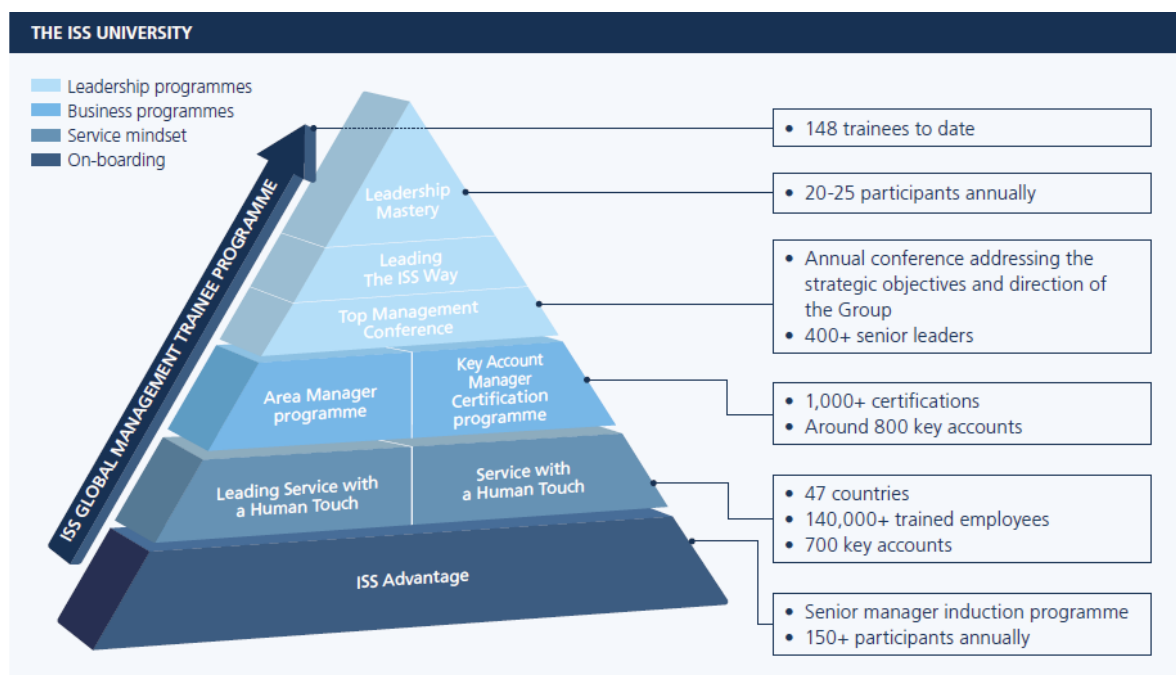 THE ISS UNIVERSITY
Leadership programmes
Business programmes
Service mindset
On-boarding
ISS GLOBAL MANAGEMENT TRAINEE PROGRAMME
Leadership
Mastery
Leading
The ISS Way
Top Management
Conference
Area Manager
programme
Key Account
Manager
Certification
programme
Leading Service with
a Human Touch
Service with
a Human Touch
ISS Advantage
• 148 trainees to date
• 20-25 participants annually
• Annual conference addressing the
strategic objectives and direction of
the Group
• 400+ senior leaders
• 1,000+ certifications
• Around 800 key accounts
• 47 countries
• 140,000+ trained employees
• 700 key accounts
• Senior manager induction programme
• 150+ participants annually